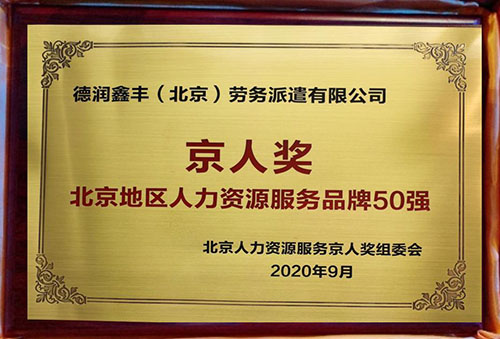 德润鑫丰（北京）劳务派遣有限公司
京人奖
北京地区人力资源服务品牌50强
北京人力资源服务京人奖组委会
2020年9月